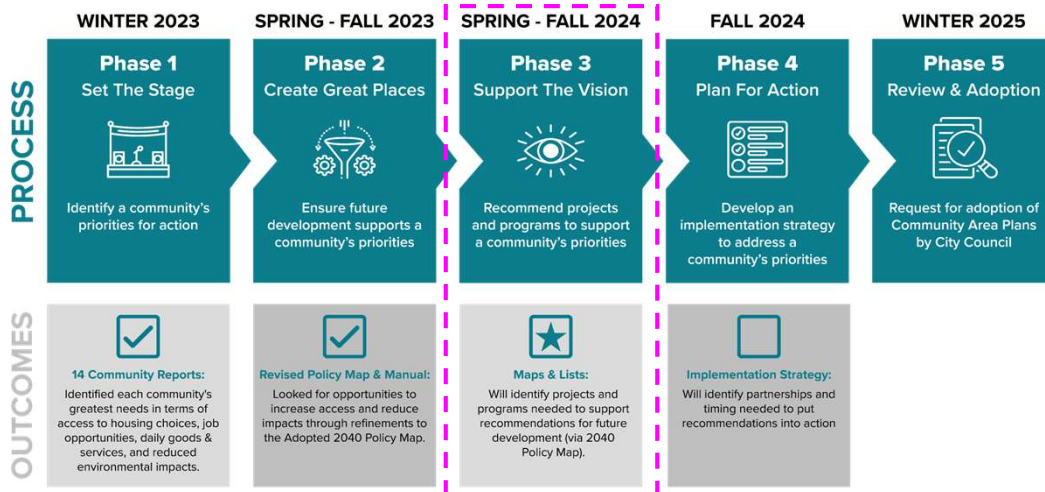 WINTER 2023
SPRING - FALL 2023
SPRING - FALL 2024
FALL 2024
WINTER 2025
PROCESS
Phase 1
Set The Stage
Identify a community's
priorities for action
Phase 2
Create Great Places
Ensure future
development supports a
community's priorities
Phase 3
Support The Vision
Recommend projects
and programs to support
a community's priorities
Phase 4
Plan For Action
Develop an
implementation strategy
to address a
community's priorities
Phase 5
Review & Adoption
Request for adoption of
Community Area Plans
by City Council
OUTCOMES
14 Community Reports:
Identified each community's
greatest needs in terms of
access to housing choices, job
opportunities, daily goods &
services, and reduced
environmental impacts.
Revised Policy Map & Manual:
Looked for opportunities to
increase access and reduce
impacts through refinements to
the Adopted 2040 Policy Map.
Maps & Lists:
Will identify projects and
programs needed to support
recommendations for future
development (via 2040
Policy Map).
Implementation Strategy:
Will identify partnerships and
timing needed to put
recommendations into action